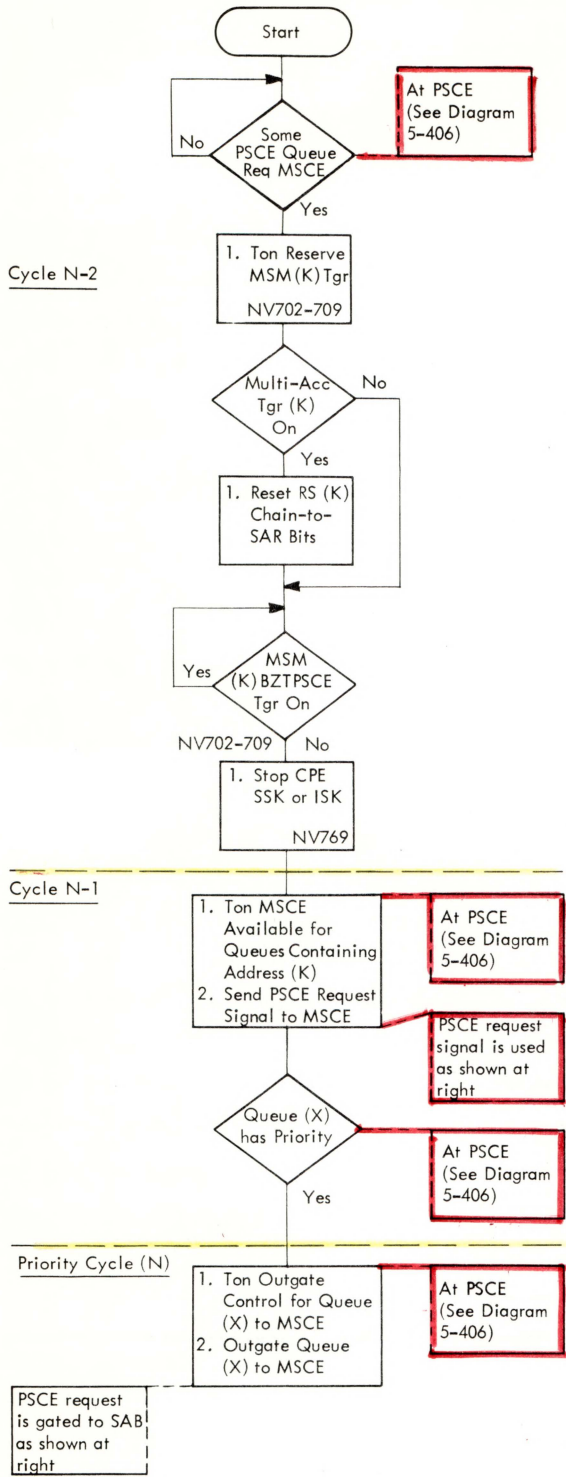 Start
At PSCE
(See Diagram
5-406)
No
Some
PSCE Queue
Req MSCE
Yes
Cycle N-2
1. Ton Reserve
MSM (K) Tgr
NV702-709
Multi-Acc
Tgr (K)
On
No
Yes
1. Reset RS (K)
Chain-to-
SAR Bits
Yes
MSM
(K) BZTPSCE
Tgr On
NV702-709
No
1. Stop CPE
SSK or ISK
NV769
Cycle N-1
1. Ton MSCE
Available for
Queues Containing
Address (K)
2. Send PSCE Request
Signal to MSCE
At PSCE
(See Diagram
5-406)
PSCE request
signal is used
as shown at
right
Queue (X)
has Priority
At PSCE
(See Diagram
5-406)
Yes
Priority Cycle (N)
1. Ton Outgate
Control for Queue
(X) to MSCE
2. Outgate Queue
(X) to MSCE
At PSCE
(See Diagram
5-406)
PSCE request
is gated to SAB
as shown at
right